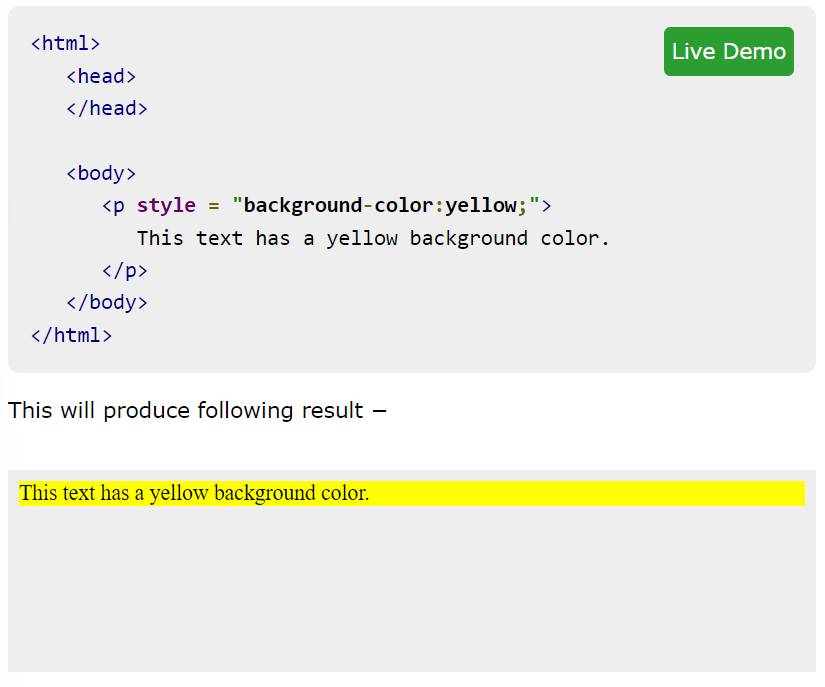 <html>
Live Demo
   <head>
   </head>

   <body>
      <p style = "background-color:yellow;">
         This text has a yellow background color.
      </p>
   </body>
</html>
This will produce following result −
This text has a yellow background color.